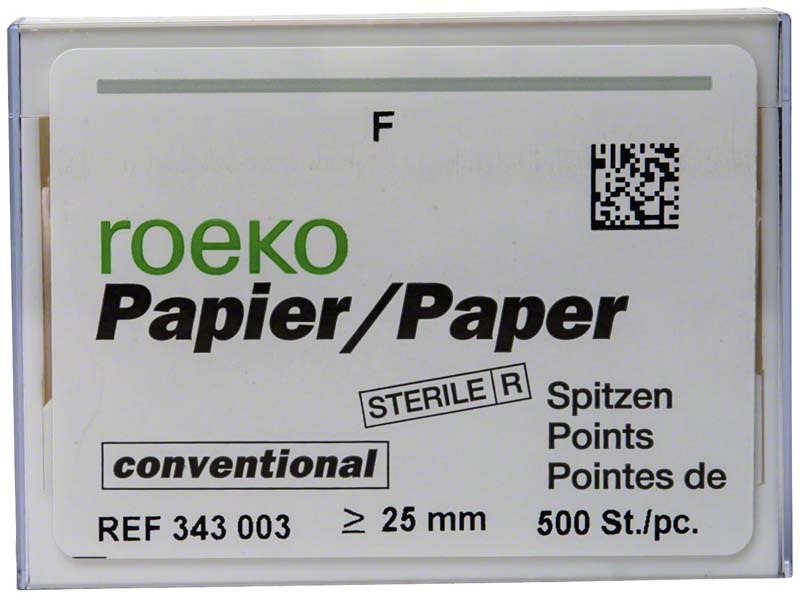 F
roeko
Papier/Paper
STERILE R
Spitzen
Points
Pointes de
conventional
REF 343 003
≥ 25 mm
500 St./pc.